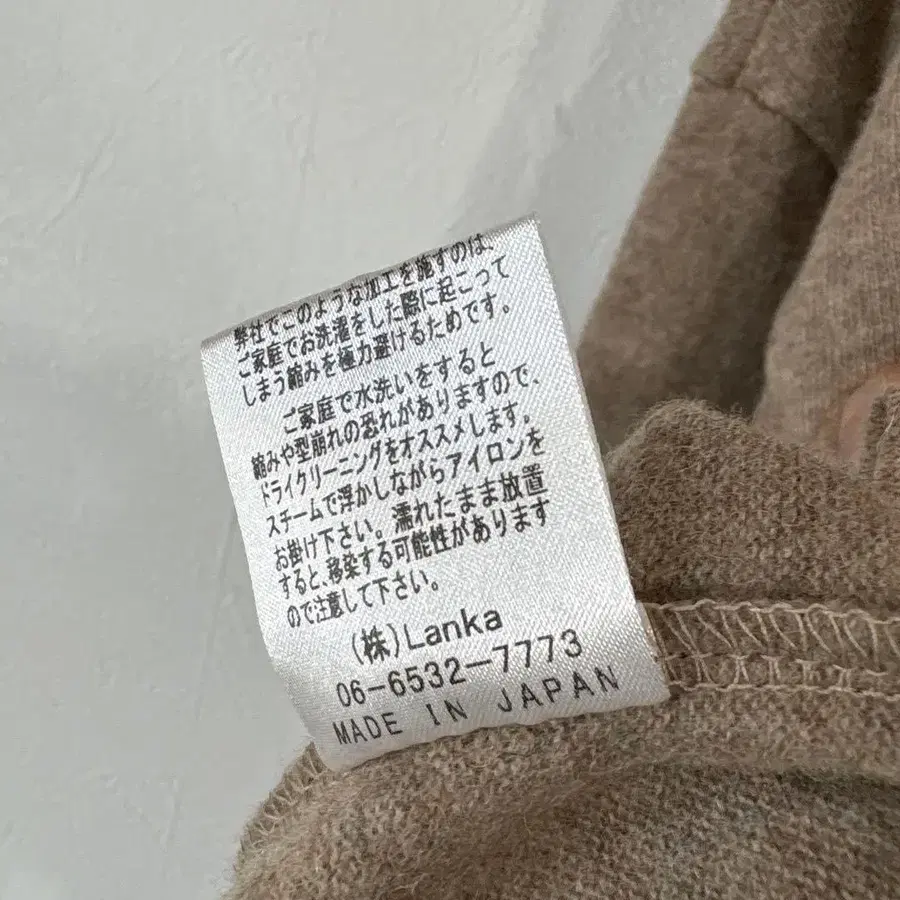 弊社でこのような加工を施すのは、
ご家庭でお洗濯をした際に起こって
しまう縮みを極力避けるためです。
ご家庭で水洗いをすると
縮みや型崩れの恐れがありますので、
ドライクリーニングをオススメします。
スチームで浮かしながらアイロンを
お掛け下さい。濡れたまま放置
すると、移染する可能性があります
ので注意して下さい。
(株)Lanka
06-6532-7773
MADE IN JAPAN